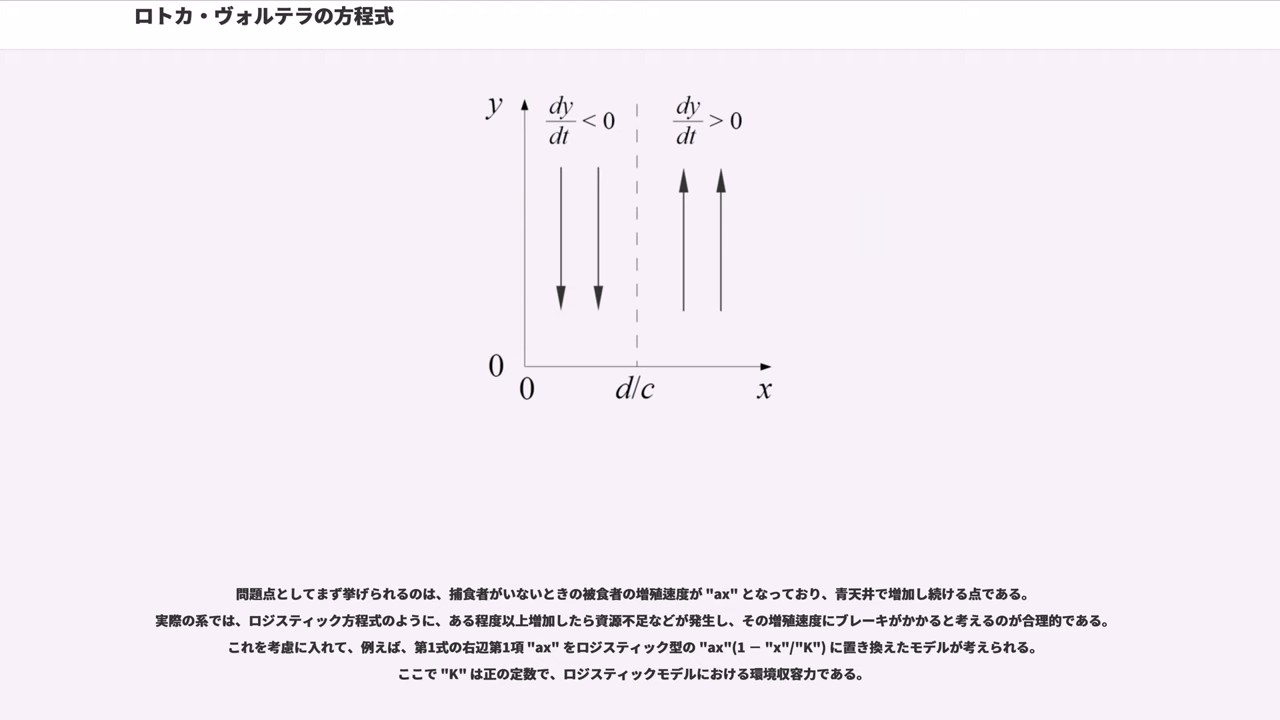 ロトカ・ヴォルテラの方程式
y
dy/dt < 0
dy/dt > 0
0
0
d/c
x
問題点としてまず挙げられるのは、捕食者がいないときの被食者の増殖速度が "ax" となっており、青天井で増加し続ける点である。
実際の系では、ロジスティック方程式のように、ある程度以上増加したら資源不足などが発生し、その増殖速度にブレーキがかかると考えるのが合理的である。
これを考慮に入れて、例えば、第1式の右辺第1項 "ax" をロジスティック型の "ax"(1 − "x"/"K") に置き換えたモデルが考えられる。
ここで "K" は正の定数で、ロジスティックモデルにおける環境収容力である。